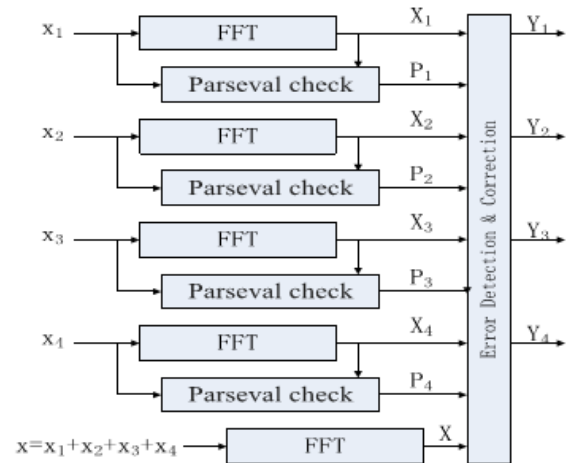 x₁ FFT X₁ Y₁
Parseval check P₁
x₂ FFT X₂ Y₂
Parseval check P₂
x₃ FFT X₃ Y₃
Parseval check P₃
x₄ FFT X₄ Y₄
Parseval check P₄
x=x₁+x₂+x₃+x₄ FFT X
Error Detection & Correction